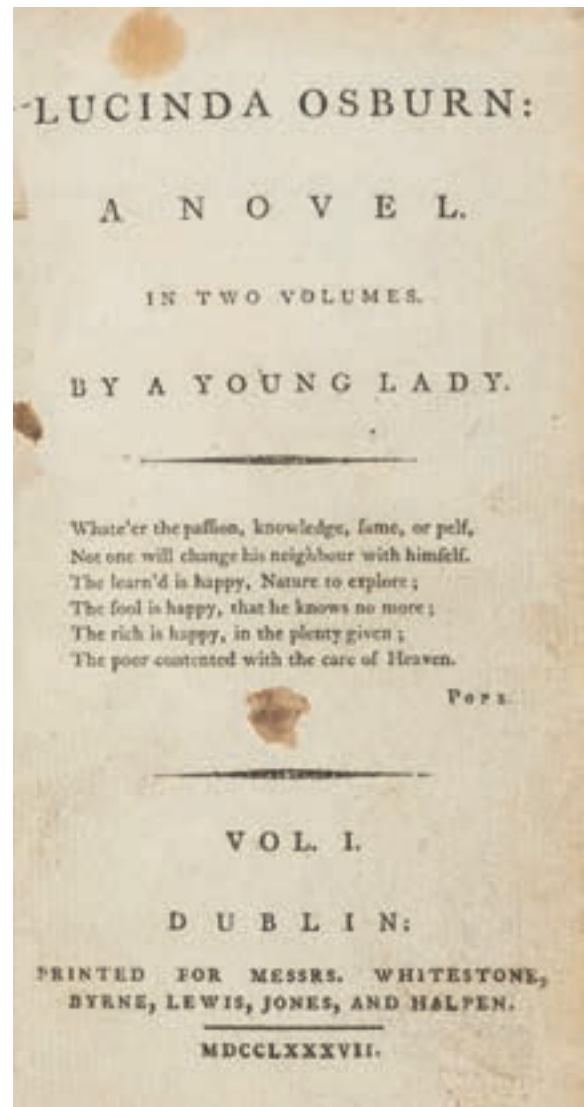 LUCINDA OSBURN:
A NOVEL.
IN TWO VOLUMES.
BY A YOUNG LADY.
Whate'er the paſſion, knowledge, fame, or pelf,
Not one will change his neighbour with himſelf.
The learn'd is happy, Nature to explore;
The fool is happy, that he knows no more;
The rich is happy, in the plenty given;
The poor contented with the care of Heaven.
POPE
VOL. I.
DUBLIN:
PRINTED FOR MESSRS. WHITESTONE,
BYRNE, LEWIS, JONES, AND HALPEN.
MDCCLXXXVII.